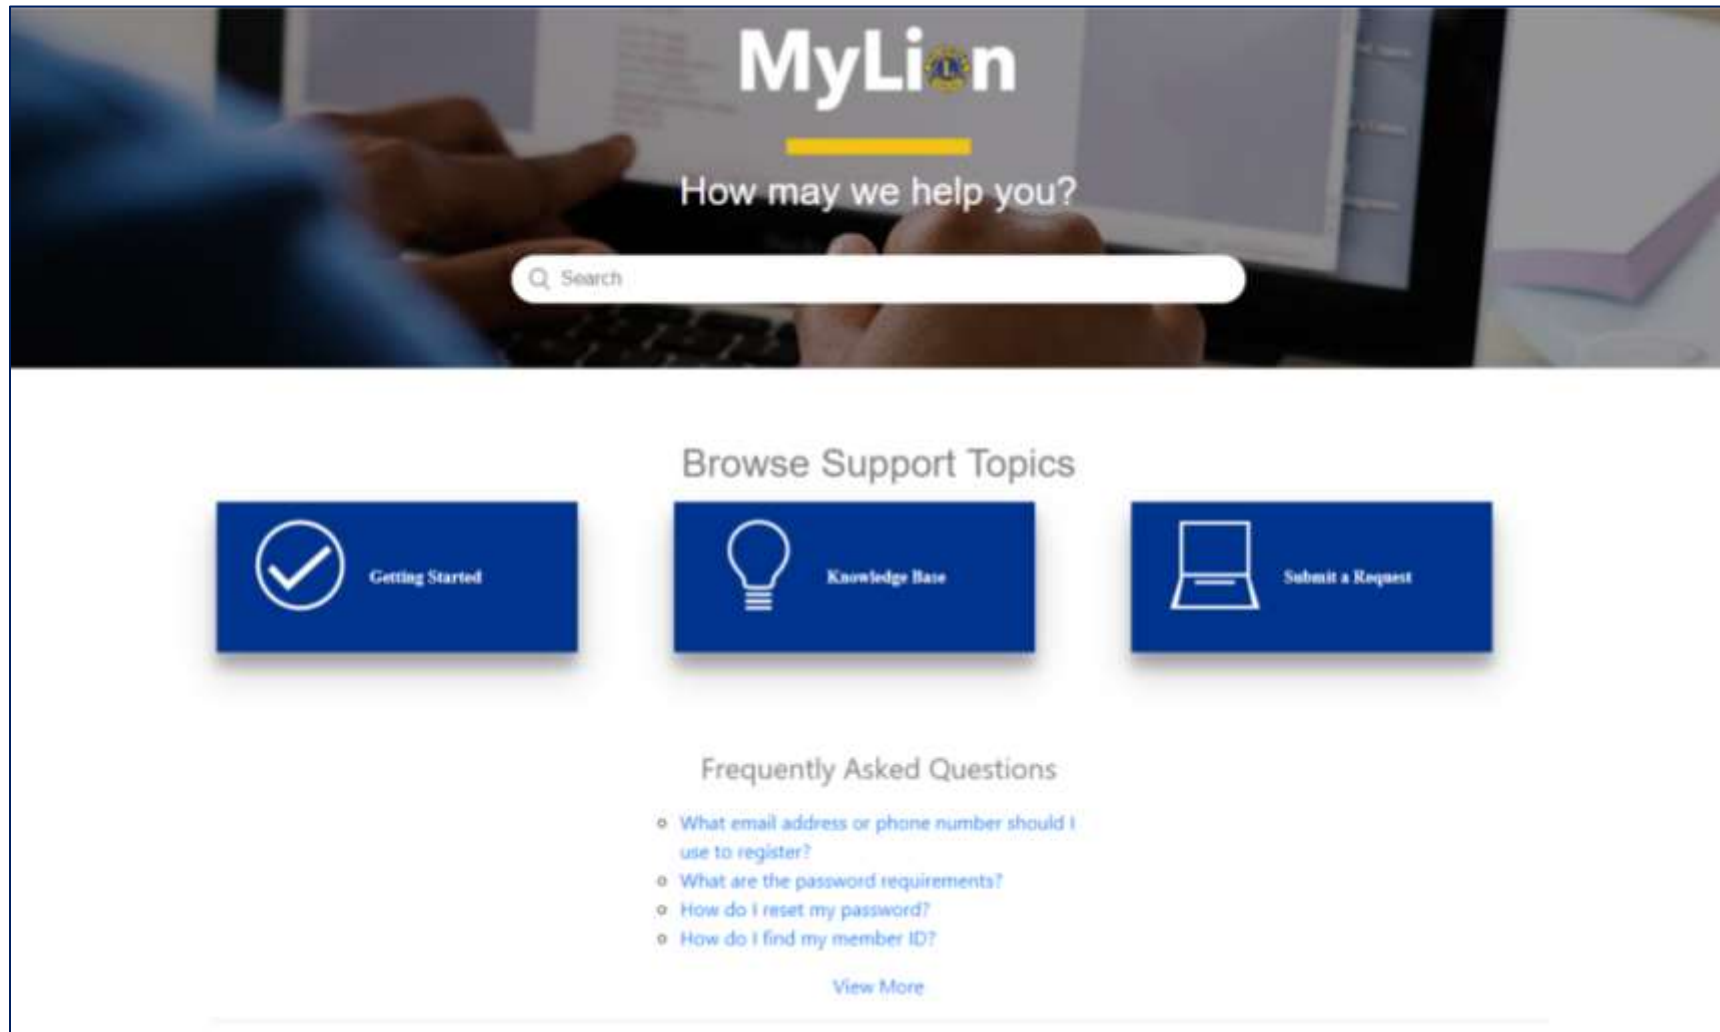 MyLion
How may we help you?
Search
Browse Support Topics
Getting Started
Knowledge Base
Submit a Request
Frequently Asked Questions
What email address or phone number should I
use to register?
What are the password requirements?
How do I reset my password?
How do I find my member ID?
View More